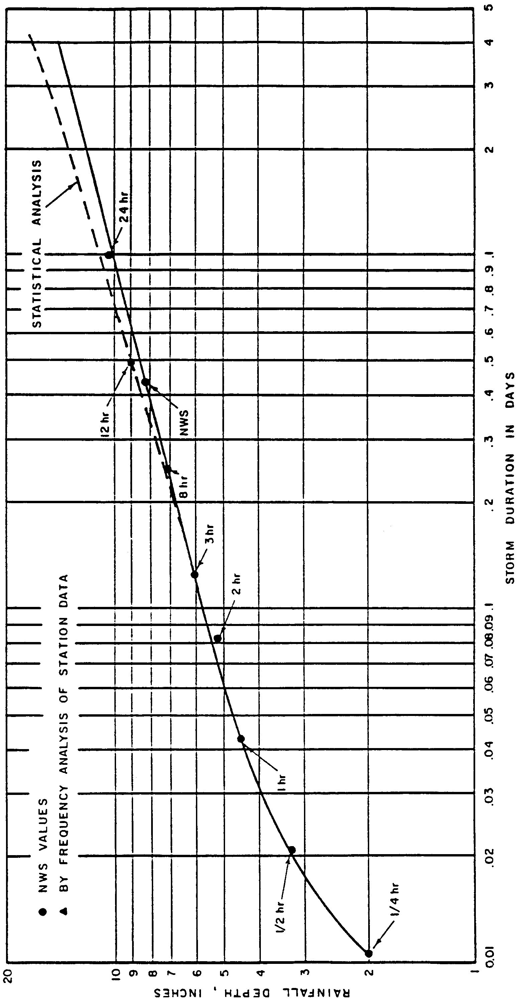 ● NWS VALUES
▲ BY FREQUENCY ANALYSIS OF STATION DATA
STATISTICAL ANALYSIS
RAINFALL DEPTH, INCHES
20
10
9
8
7
6
5
4
3
2
1
1/4 hr
1/2 hr
1 hr
2 hr
3 hr
8 hr
NWS
12 hr
24 hr
0.01 .02 .03 .04 .05 .06 .07 .08 .09 .1 .2 .3 .4 .5 .6 .7 .8 .9 .1 2 3 4 5
STORM DURATION IN DAYS